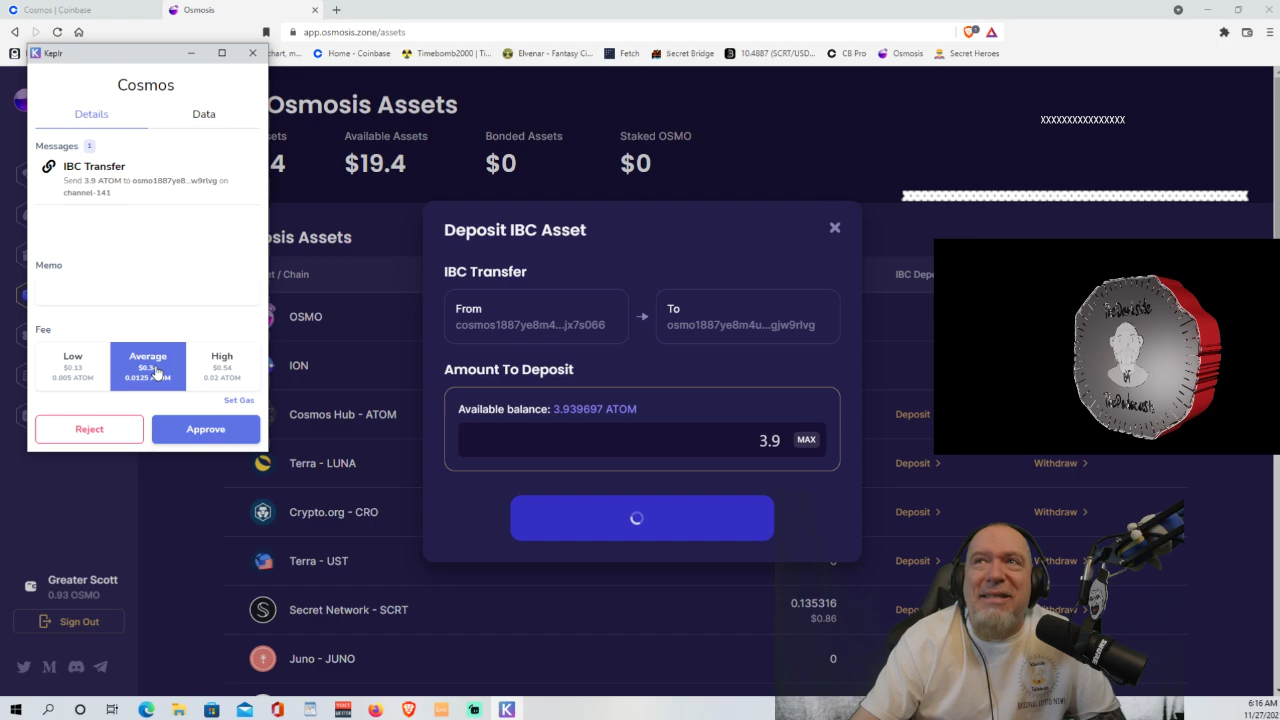 Cosmos | Coinbase
Osmosis
app.osmosis.zone/assets
chart, m...
Home - Coinbase
Timebomb2000 | Ti...
Elvenar - Fantasy Ci...
Fetch
Secret Bridge
10.4887 (SCRT/USD...
CB Pro
Osmosis
Secret Heroes
Keplr
Cosmos
Details
Data
Messages 1
IBC Transfer
Send 3.9 ATOM to osmo1887ye8...w9rlvg on
channel-141
Memo
Fee
Low
$0.13
0.005 ATOM
Average
0.0125
High
$0.54
0.02 ATOM
Set Gas
Reject
Approve
Osmosis Assets
Available Assets
Bonded Assets
Staked OSMO
$19.4
$0
$0
XXXXXXXXXXXXXXXX
Assets
/ Chain
IBC
OSMO
ION
Cosmos Hub - ATOM
Deposit
Terra - LUNA
Deposit >
Withdraw >
Crypto.org - CRO
Deposit >
Withdraw >
Terra - UST
Deposit >
Withdraw >
Secret Network - SCRT
0.135316
$0.86
Juno - JUNO
0
Deposit IBC Asset
IBC Transfer
From
cosmos1887ye8m4...jx7s066
To
osmo1887ye8m4u...gjw9rlvg
Amount To Deposit
Available balance: 3.939697 ATOM
3.9 MAX
Greater Scott
0.93 OSMO
Sign Out
6:16 AM